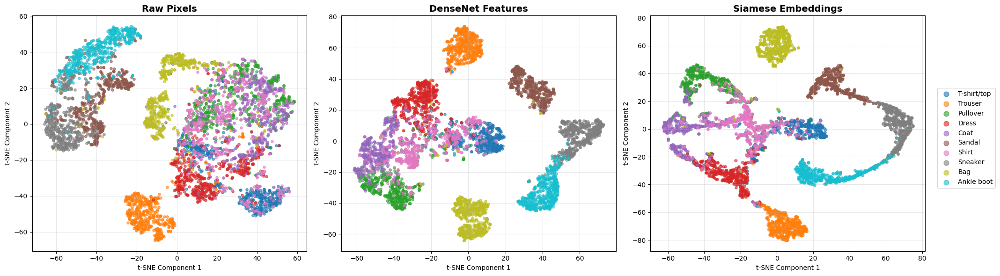 Raw Pixels
60
40
20
0
−20
−40
−60
−60
−40
−20
0
20
40
60
t-SNE Component 1
t-SNE Component 2
DenseNet Features
80
60
40
20
0
−20
−40
−60
−60
−40
−20
0
20
40
60
t-SNE Component 1
t-SNE Component 2
Siamese Embeddings
80
60
40
20
0
−20
−40
−60
−80
−60
−40
−20
0
20
40
60
80
t-SNE Component 1
t-SNE Component 2
T-shirt/top
Trouser
Pullover
Dress
Coat
Sandal
Shirt
Sneaker
Bag
Ankle boot